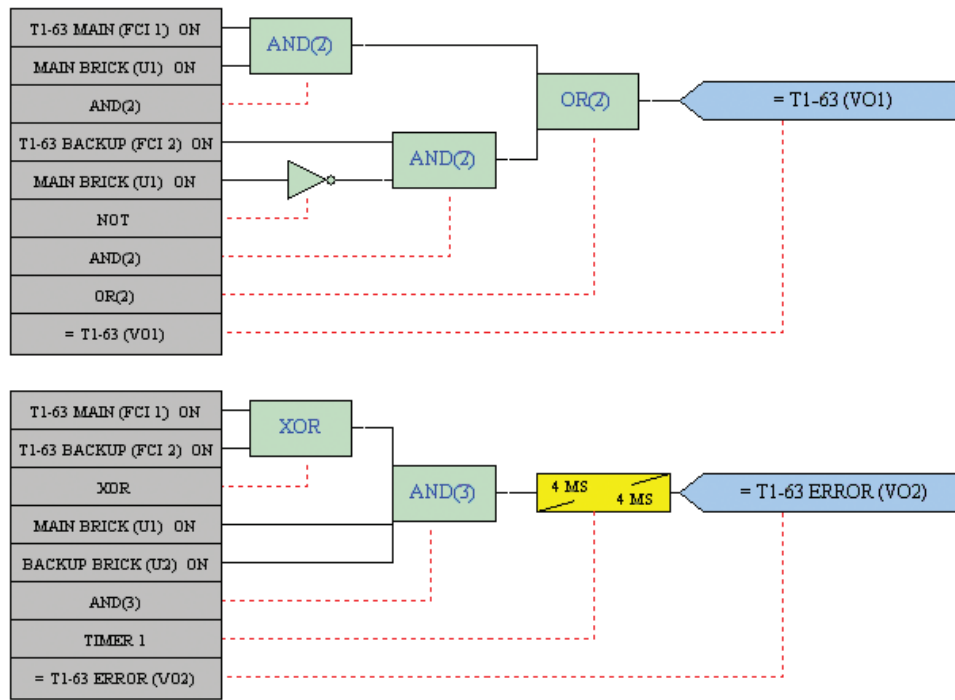 T1-63 MAIN (FCI 1) ON
MAIN BRICK (U1) ON
AND(2)
T1-63 BACKUP (FCI 2) ON
MAIN BRICK (U1) ON
NOT
AND(2)
OR(2)
= T1-63 (VO1)
AND(2)
AND(2)
OR(2)
= T1-63 (VO1)
T1-63 MAIN (FCI 1) ON
T1-63 BACKUP (FCI 2) ON
XOR
MAIN BRICK (U1) ON
BACKUP BRICK (U2) ON
AND(3)
TIMER 1
= T1-63 ERROR (VO2)
XOR
AND(3)
4 MS
4 MS
= T1-63 ERROR (VO2)